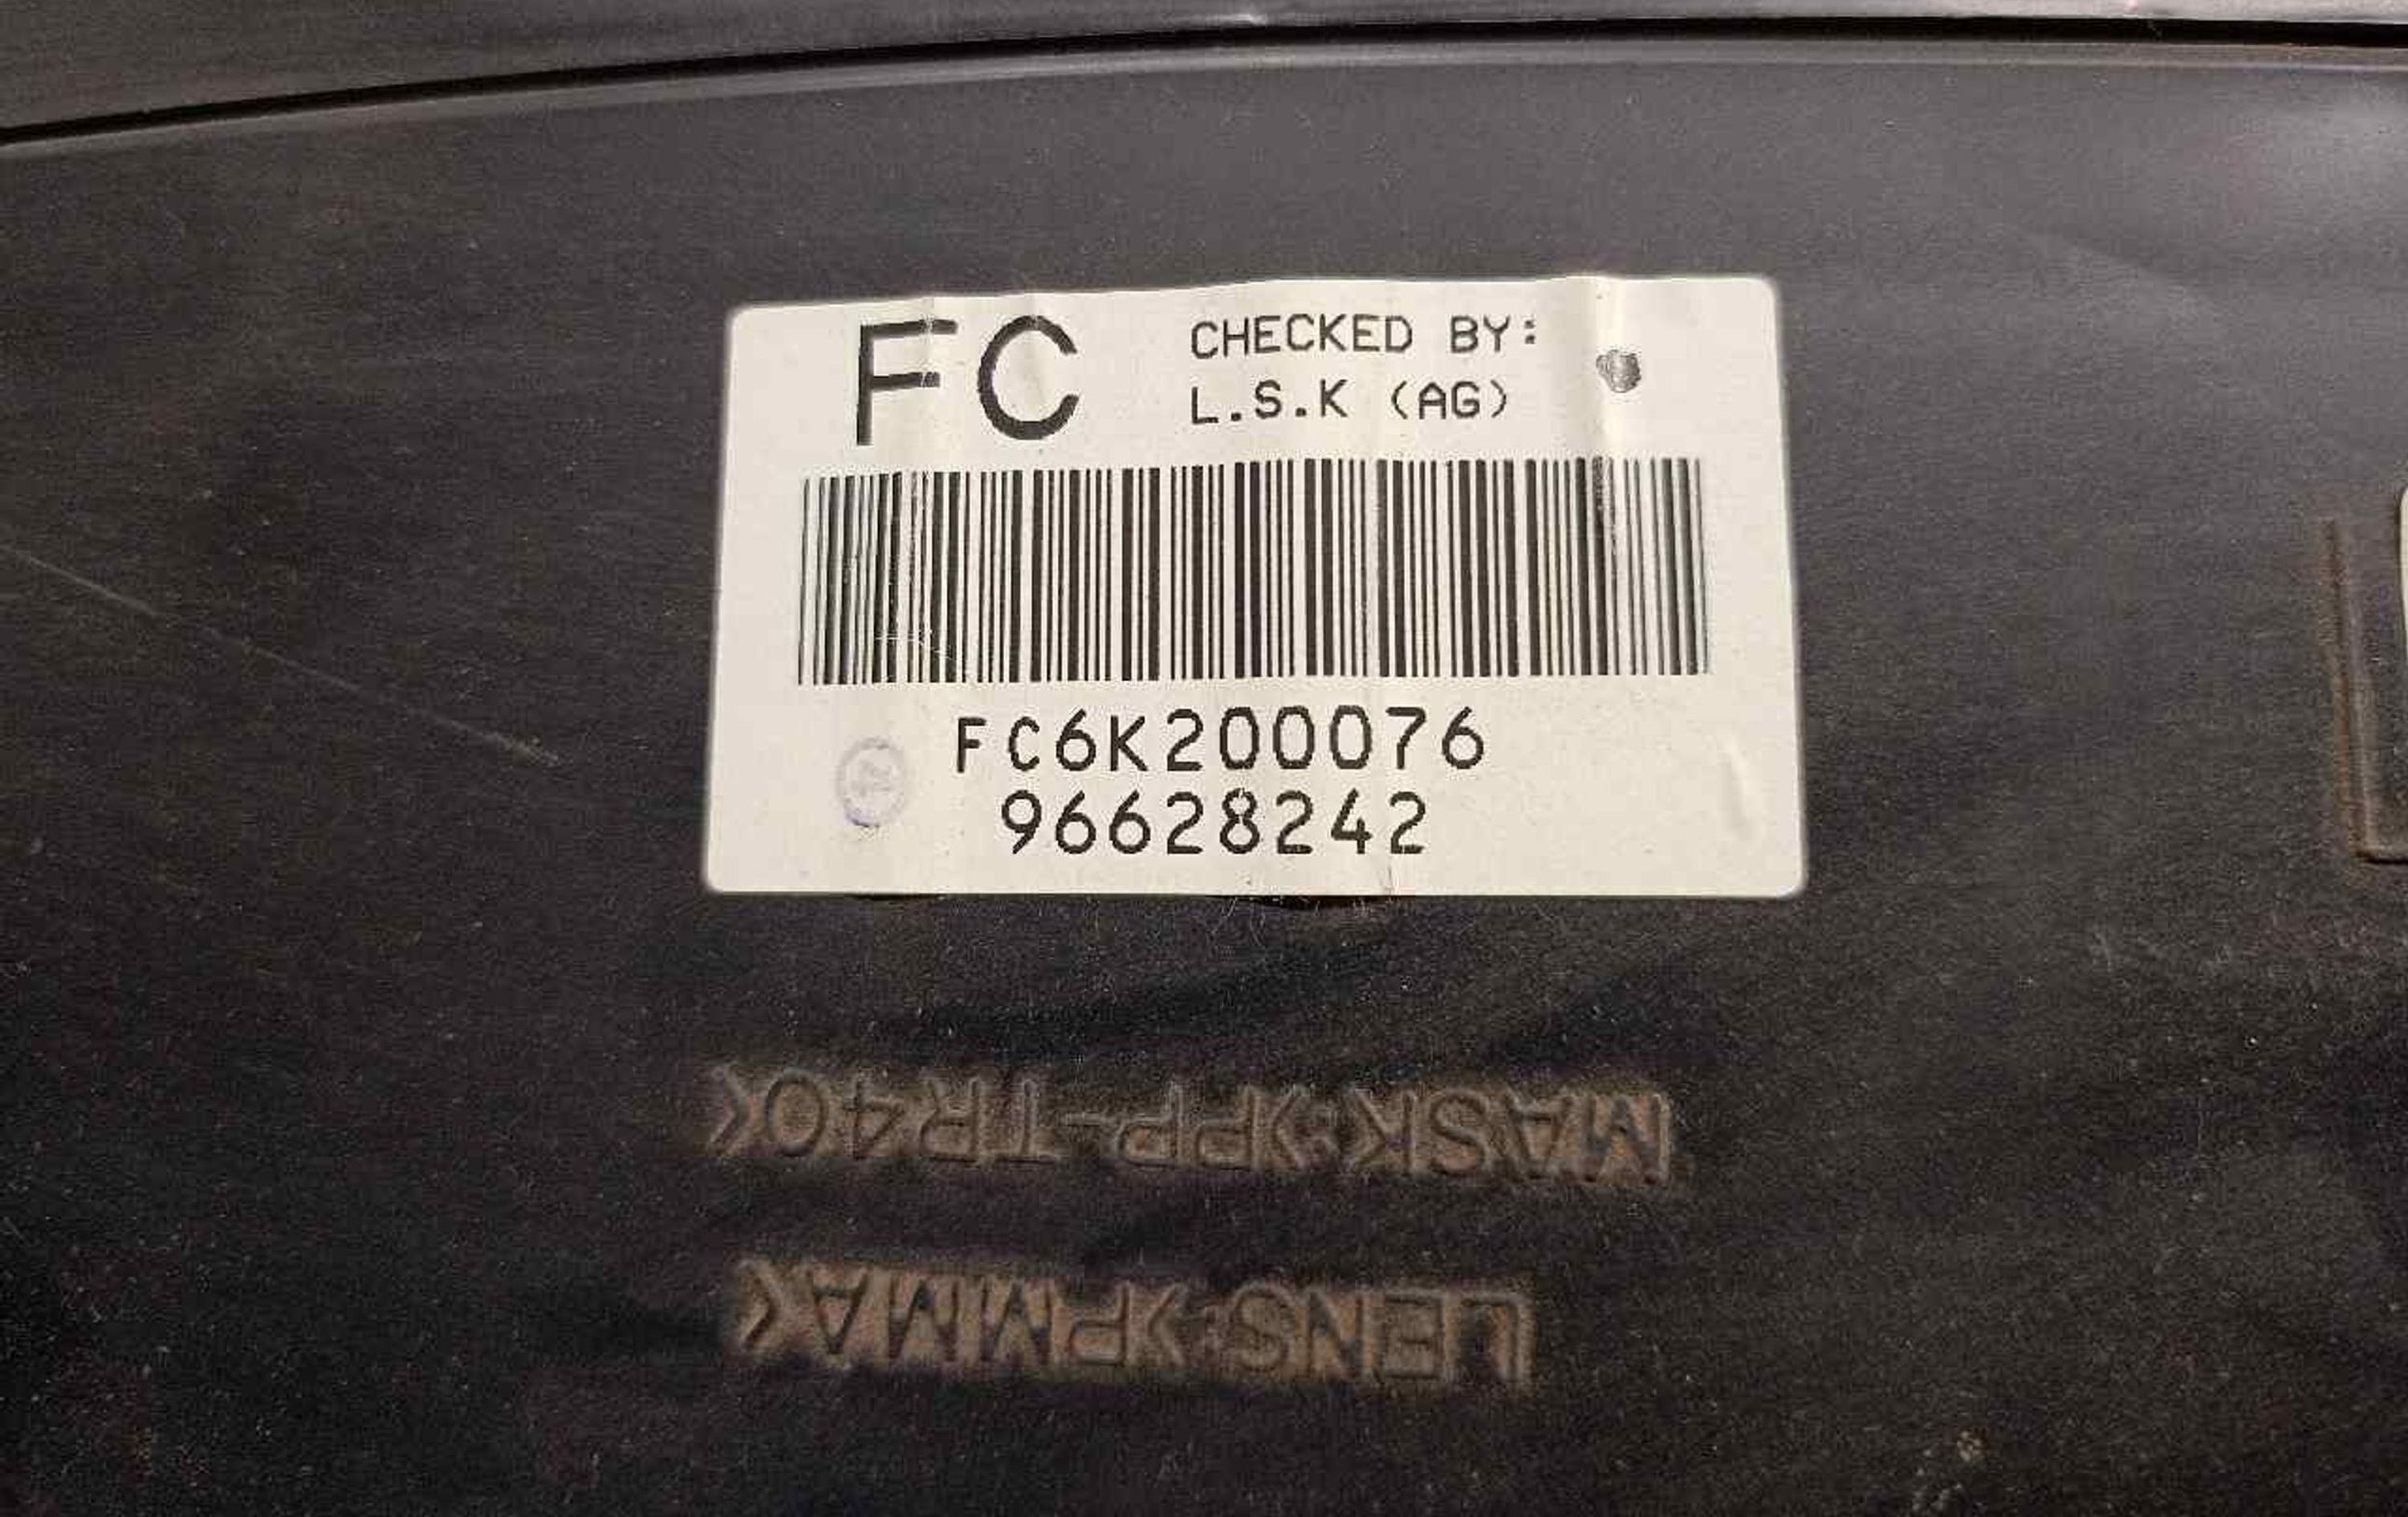 FC
CHECKED BY:
L.S.K (AG)
FC6K200076
96628242
MASK:>PP-TR40<
LENS:>PMMA<